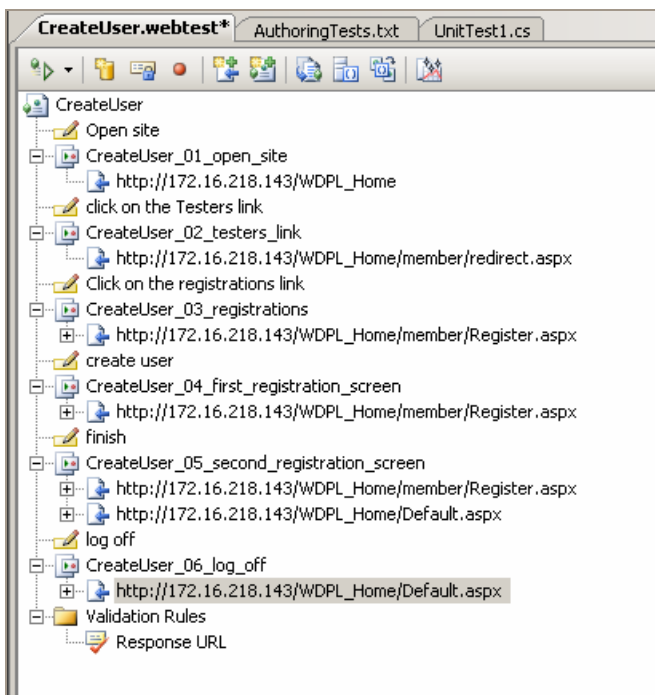 CreateUser.webtest* AuthoringTests.txt UnitTest1.cs
CreateUser
Open site
CreateUser_01_open_site
http://172.16.218.143/WDPL_Home
click on the Testers link
CreateUser_02_testers_link
http://172.16.218.143/WDPL_Home/member/redirect.aspx
Click on the registrations link
CreateUser_03_registrations
http://172.16.218.143/WDPL_Home/member/Register.aspx
create user
CreateUser_04_first_registration_screen
http://172.16.218.143/WDPL_Home/member/Register.aspx
finish
CreateUser_05_second_registration_screen
http://172.16.218.143/WDPL_Home/member/Register.aspx
http://172.16.218.143/WDPL_Home/Default.aspx
log off
CreateUser_06_log_off
http://172.16.218.143/WDPL_Home/Default.aspx
Validation Rules
Response URL